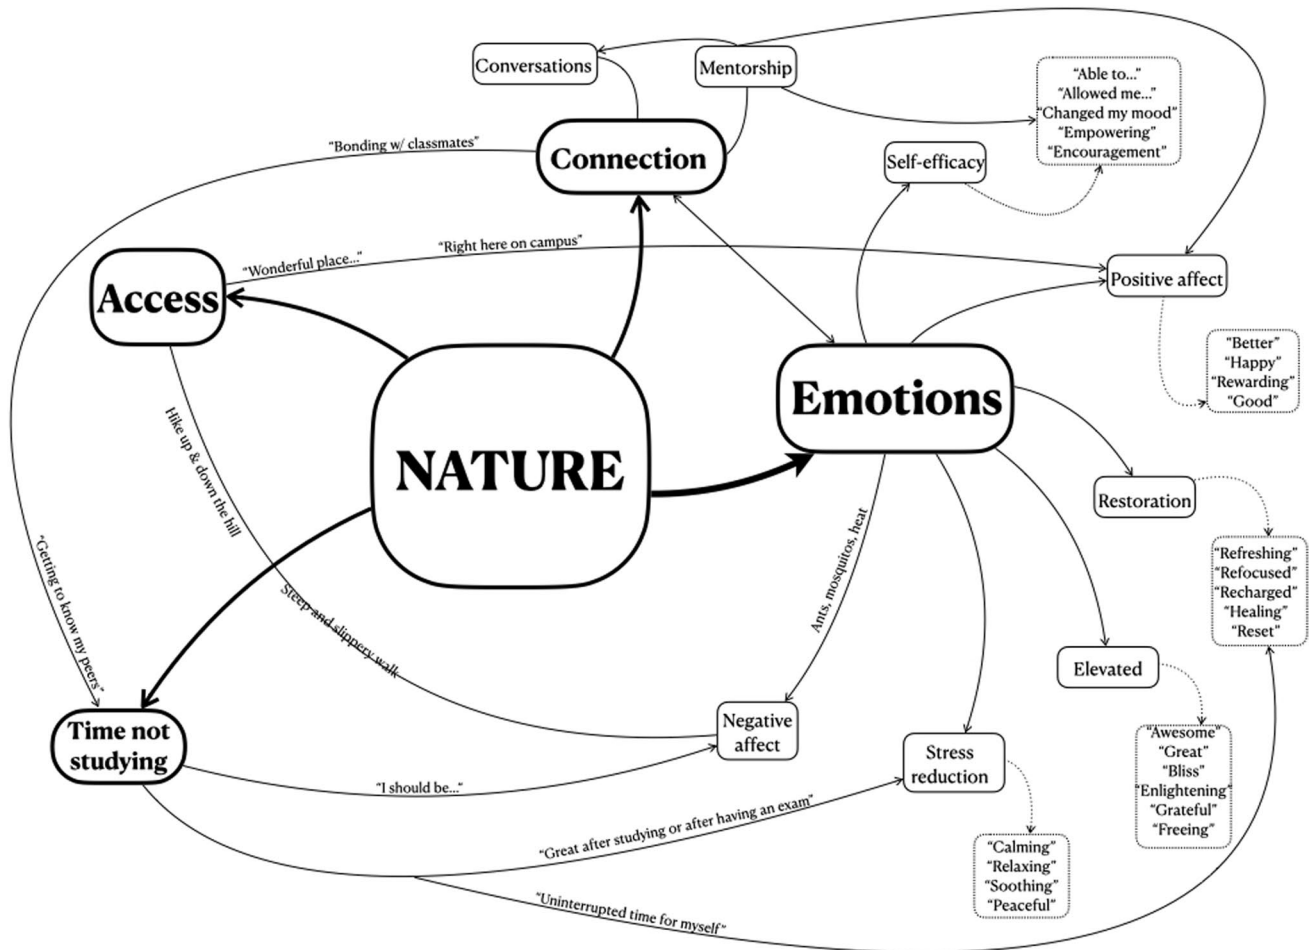 Conversations
Mentorship
“Able to...”
“Allowed me...”
“Changed my mood”
“Empowering”
“Encouragement”
“Bonding w/ classmates”
Connection
Self-efficacy
“Right here on campus”
“Wonderful place...”
Access
Positive affect
“Better”
“Happy”
“Rewarding”
“Good”
Emotions
NATURE
Hike up & down the hill
Restoration
“Refreshing”
“Refocused”
“Recharged”
“Healing”
“Reset”
Ants, mosquitos, heat
“Getting to know my peers”
Steep and slippery walk
Elevated
Time not
studying
Negative
affect
Stress
reduction
“Awesome”
“Great”
“Bliss”
“Enlightening”
“Grateful”
“Freeing”
“I should be...”
“Great after studying or after having an exam”
“Calming”
“Relaxing”
“Soothing”
“Peaceful”
“Uninterrupted time for myself”